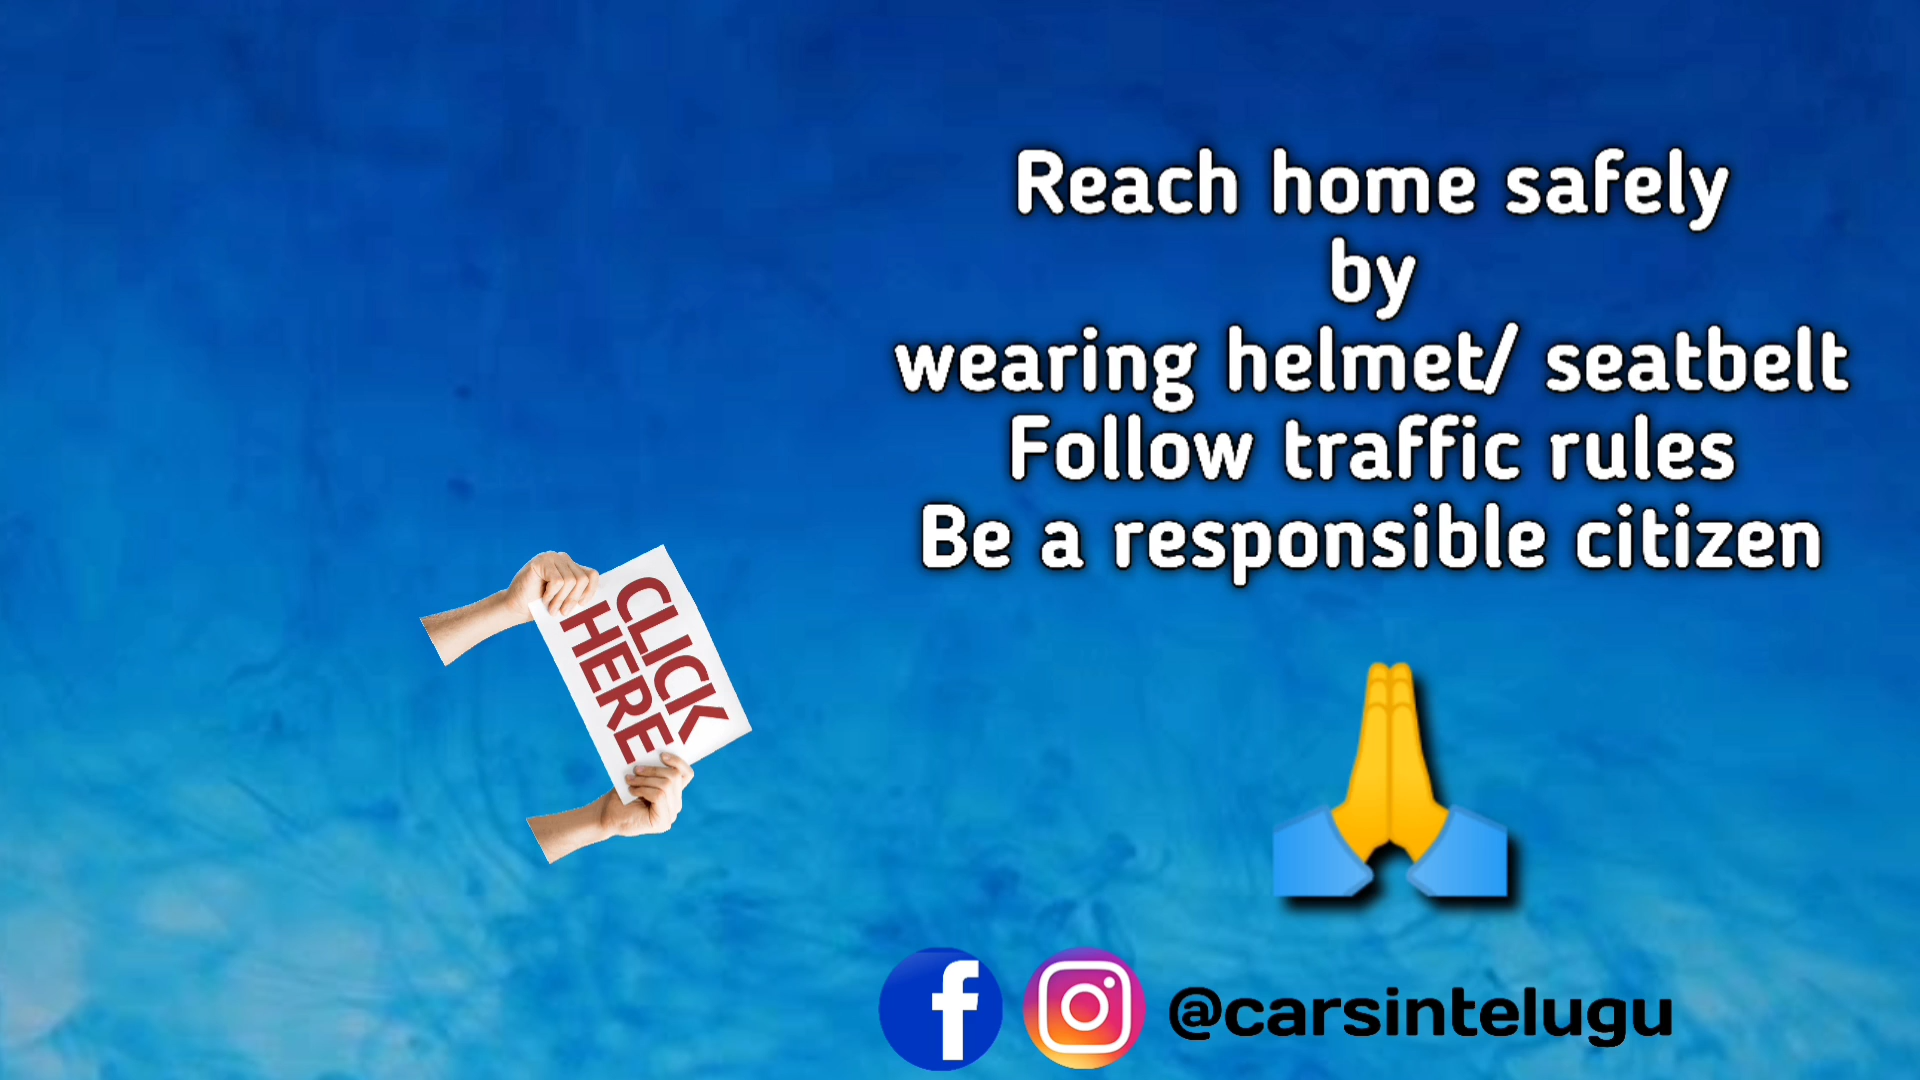 Reach home safely
by
wearing helmet/ seatbelt
Follow traffic rules
Be a responsible citizen
CLICK
HERE
@carsintelugu